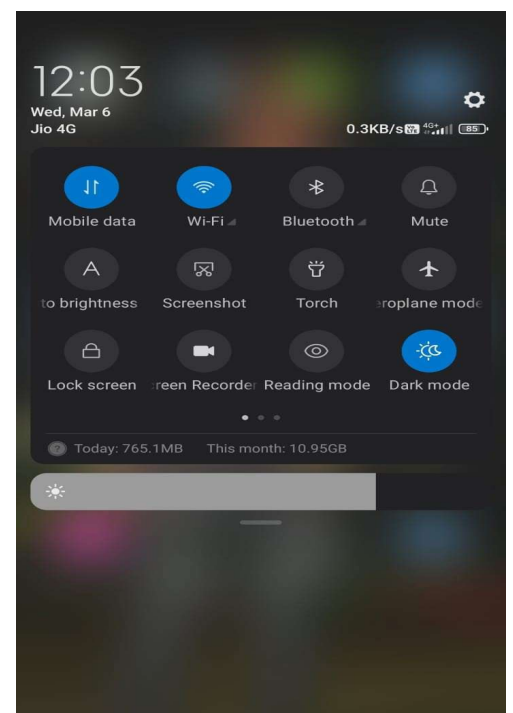 12:03
Wed, Mar 6
Jio 4G
0.3KB/s 4G+ 85
Mobile data Wi-Fi Bluetooth Mute
to brightness Screenshot Torch eroplane mode
Lock screen reen Recorder Reading mode Dark mode
Today: 765.1MB This month: 10.95GB